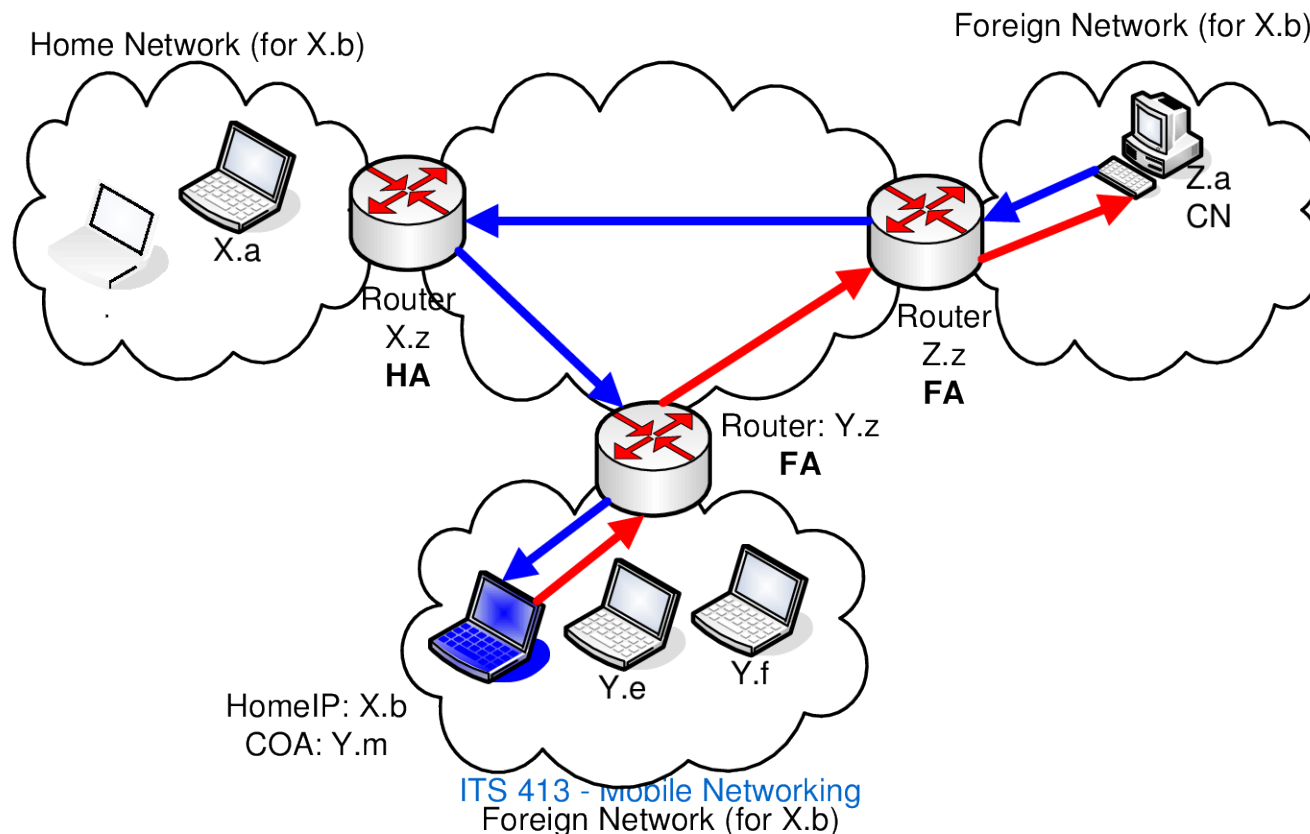 Home Network (for X.b)
Foreign Network (for X.b)
X.a
Z.a
CN
Router
X.z
HA
Router
Z.z
FA
Router: Y.z
FA
Y.e
Y.f
HomeIP: X.b
COA: Y.m
ITS 413 - Mobile Networking
Foreign Network (for X.b)